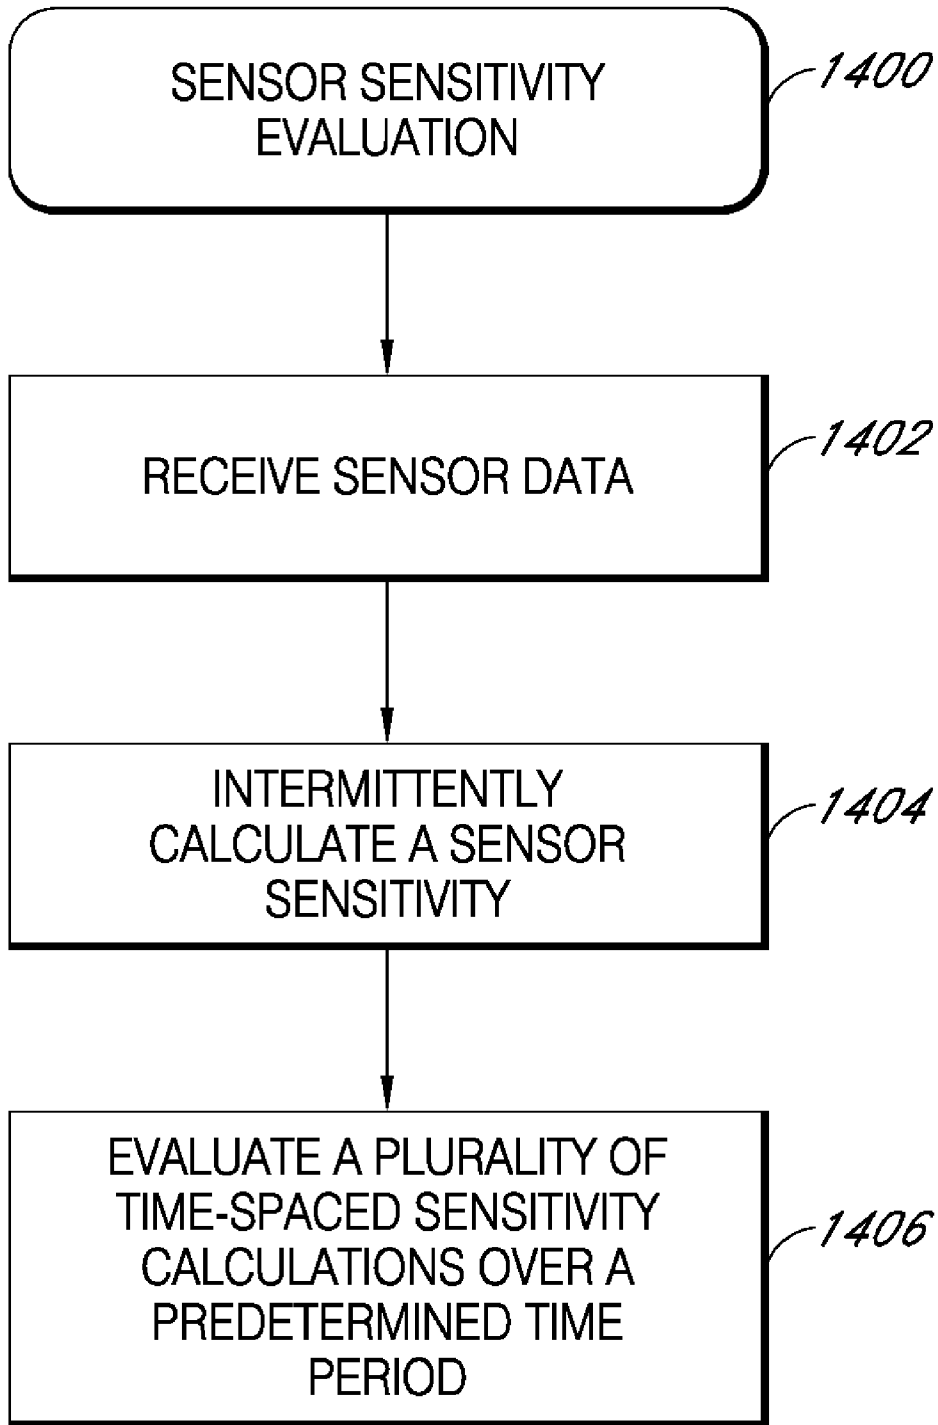 SENSOR SENSITIVITY
EVALUATION
1400
RECEIVE SENSOR DATA
1402
INTERMITTENTLY
CALCULATE A SENSOR
SENSITIVITY
1404
EVALUATE A PLURALITY OF
TIME-SPACED SENSITIVITY
CALCULATIONS OVER A
PREDETERMINED TIME
PERIOD
1406